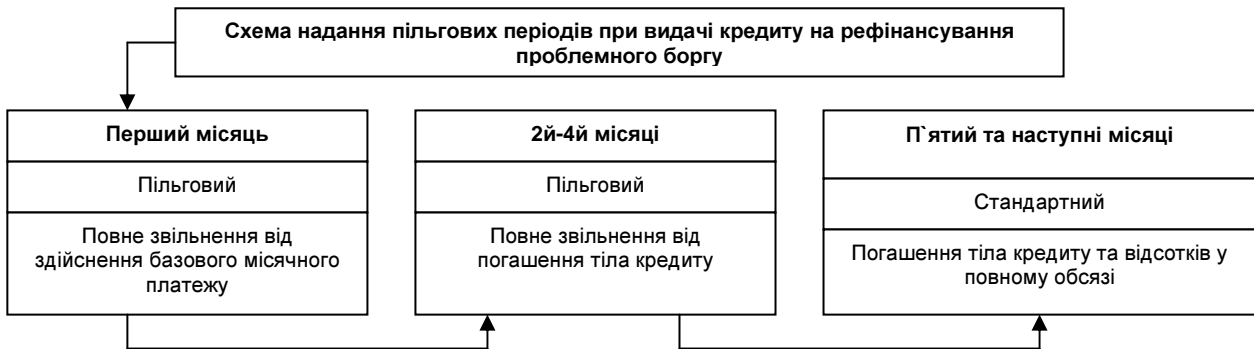 Схема надання пільгових періодів при видачі кредиту на рефінансування
проблемного боргу
Перший місяць
Пільговий
Повне звільнення від
здійснення базового місячного
платежу
2й-4й місяці
Пільговий
Повне звільнення від
погашення тіла кредиту
П`ятий та наступні місяці
Стандартний
Погашення тіла кредиту та відсотків у
повному обсязі